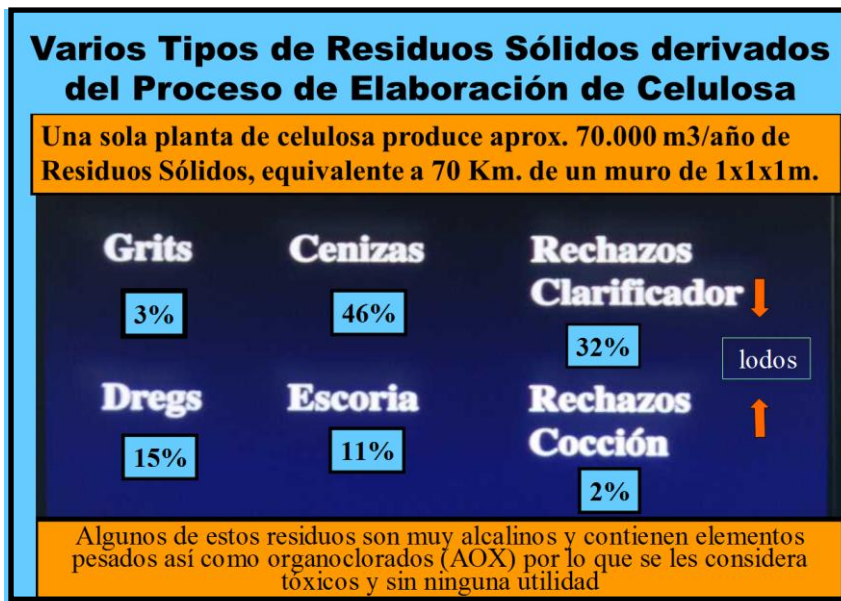 Varios Tipos de Residuos Sólidos derivados
del Proceso de Elaboración de Celulosa
Una sola planta de celulosa produce aprox. 70.000 m3/año de
Residuos Sólidos, equivalente a 70 Km. de un muro de 1x1x1m.
Grits
3%
Cenizas
46%
Rechazos
Clarificador
32%
lodos
Dregs
15%
Escoria
11%
Rechazos
Cocción
2%
Algunos de estos residuos son muy alcalinos y contienen elementos
pesados así como organoclorados (AOX) por lo que se les considera
tóxicos y sin ninguna utilidad